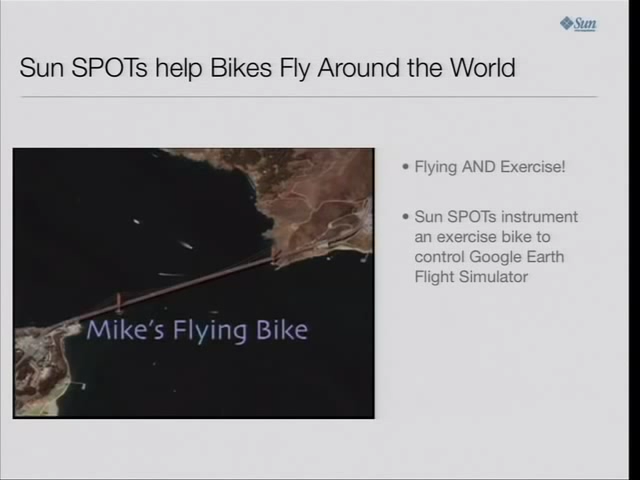 Sun
Sun SPOTs help Bikes Fly Around the World
• Flying AND Exercise!
• Sun SPOTs instrument
an exercise bike to
control Google Earth
Flight Simulator
Mike's Flying Bike